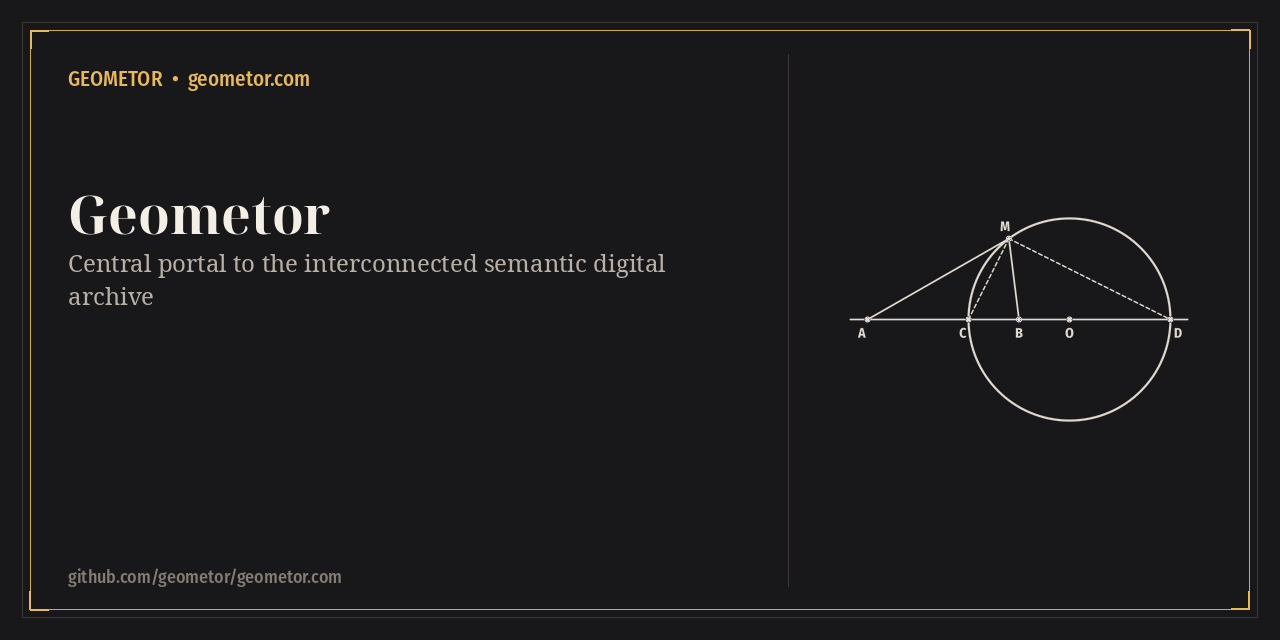 GEOMETOR • geometor.com
Geometor
Central portal to the interconnected semantic digital
archive
M
A C B O D
github.com/geometor/geometor.com